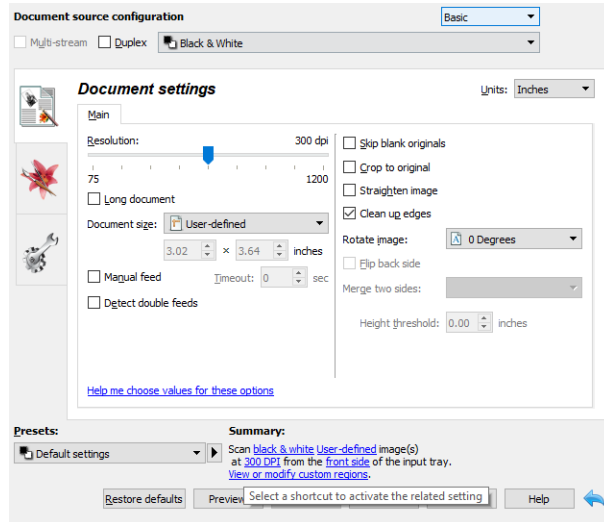 Document source configuration
Basic
Multi-stream
Duplex
Black & White
Document settings
Units: Inches
Main
Resolution: 300 dpi
75 1200
Long document
Document size: User-defined
3.02 × 3.64 inches
Manual feed Timeout: 0 sec
Detect double feeds
Skip blank originals
Crop to original
Straighten image
Clean up edges
Rotate image: 0 Degrees
Flip back side
Merge two sides:
Height threshold: 0.00 inches
Help me choose values for these options
Presets:
Default settings
Summary:
Scan black & white User-defined image(s)
at 300 DPI from the front side of the input tray.
View or modify custom regions.
Restore defaults
Preview
Select a shortcut to activate the related setting
Help